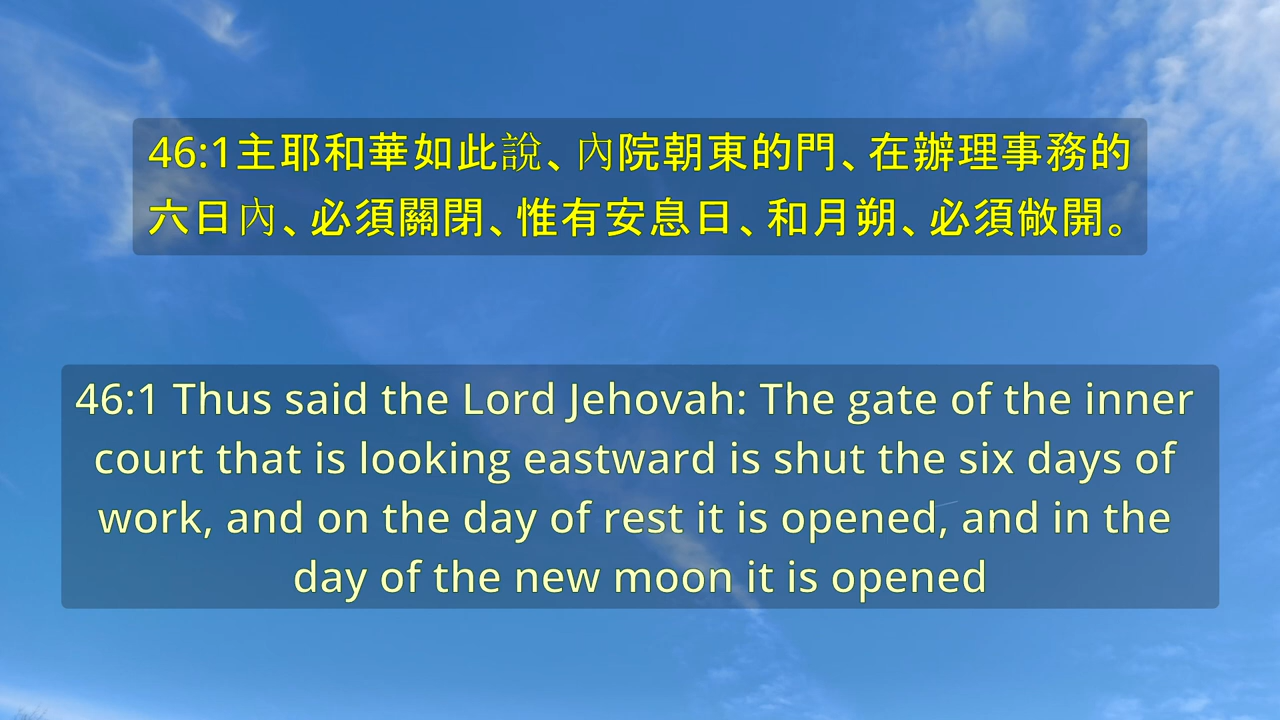 46:1主耶和華如此說、內院朝東的門、在辦理事務的
六日內、必須關閉、惟有安息日、和月朔、必須敞開。
46:1 Thus said the Lord Jehovah: The gate of the inner
court that is looking eastward is shut the six days of
work, and on the day of rest it is opened, and in the
day of the new moon it is opened